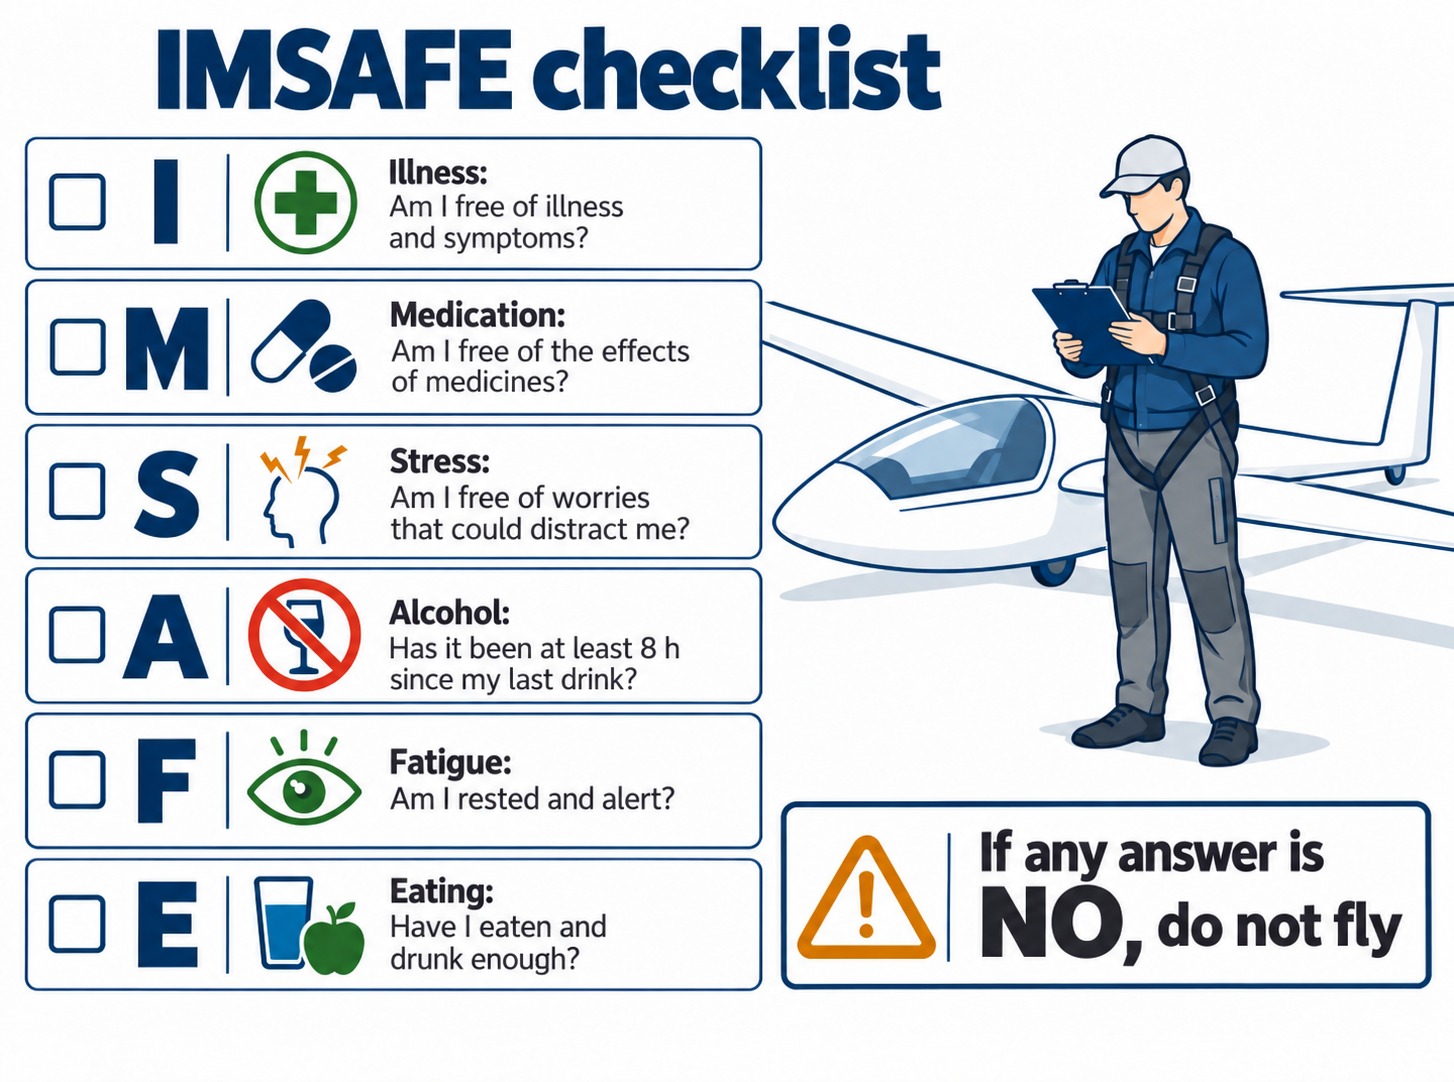 IMSAFE checklist
I
Illness:
Am I free of illness
and symptoms?
M
Medication:
Am I free of the effects
of medicines?
S
Stress:
Am I free of worries
that could distract me?
A
Alcohol:
Has it been at least 8 h
since my last drink?
F
Fatigue:
Am I rested and alert?
E
Eating:
Have I eaten and
drunk enough?
If any answer is
NO, do not fly